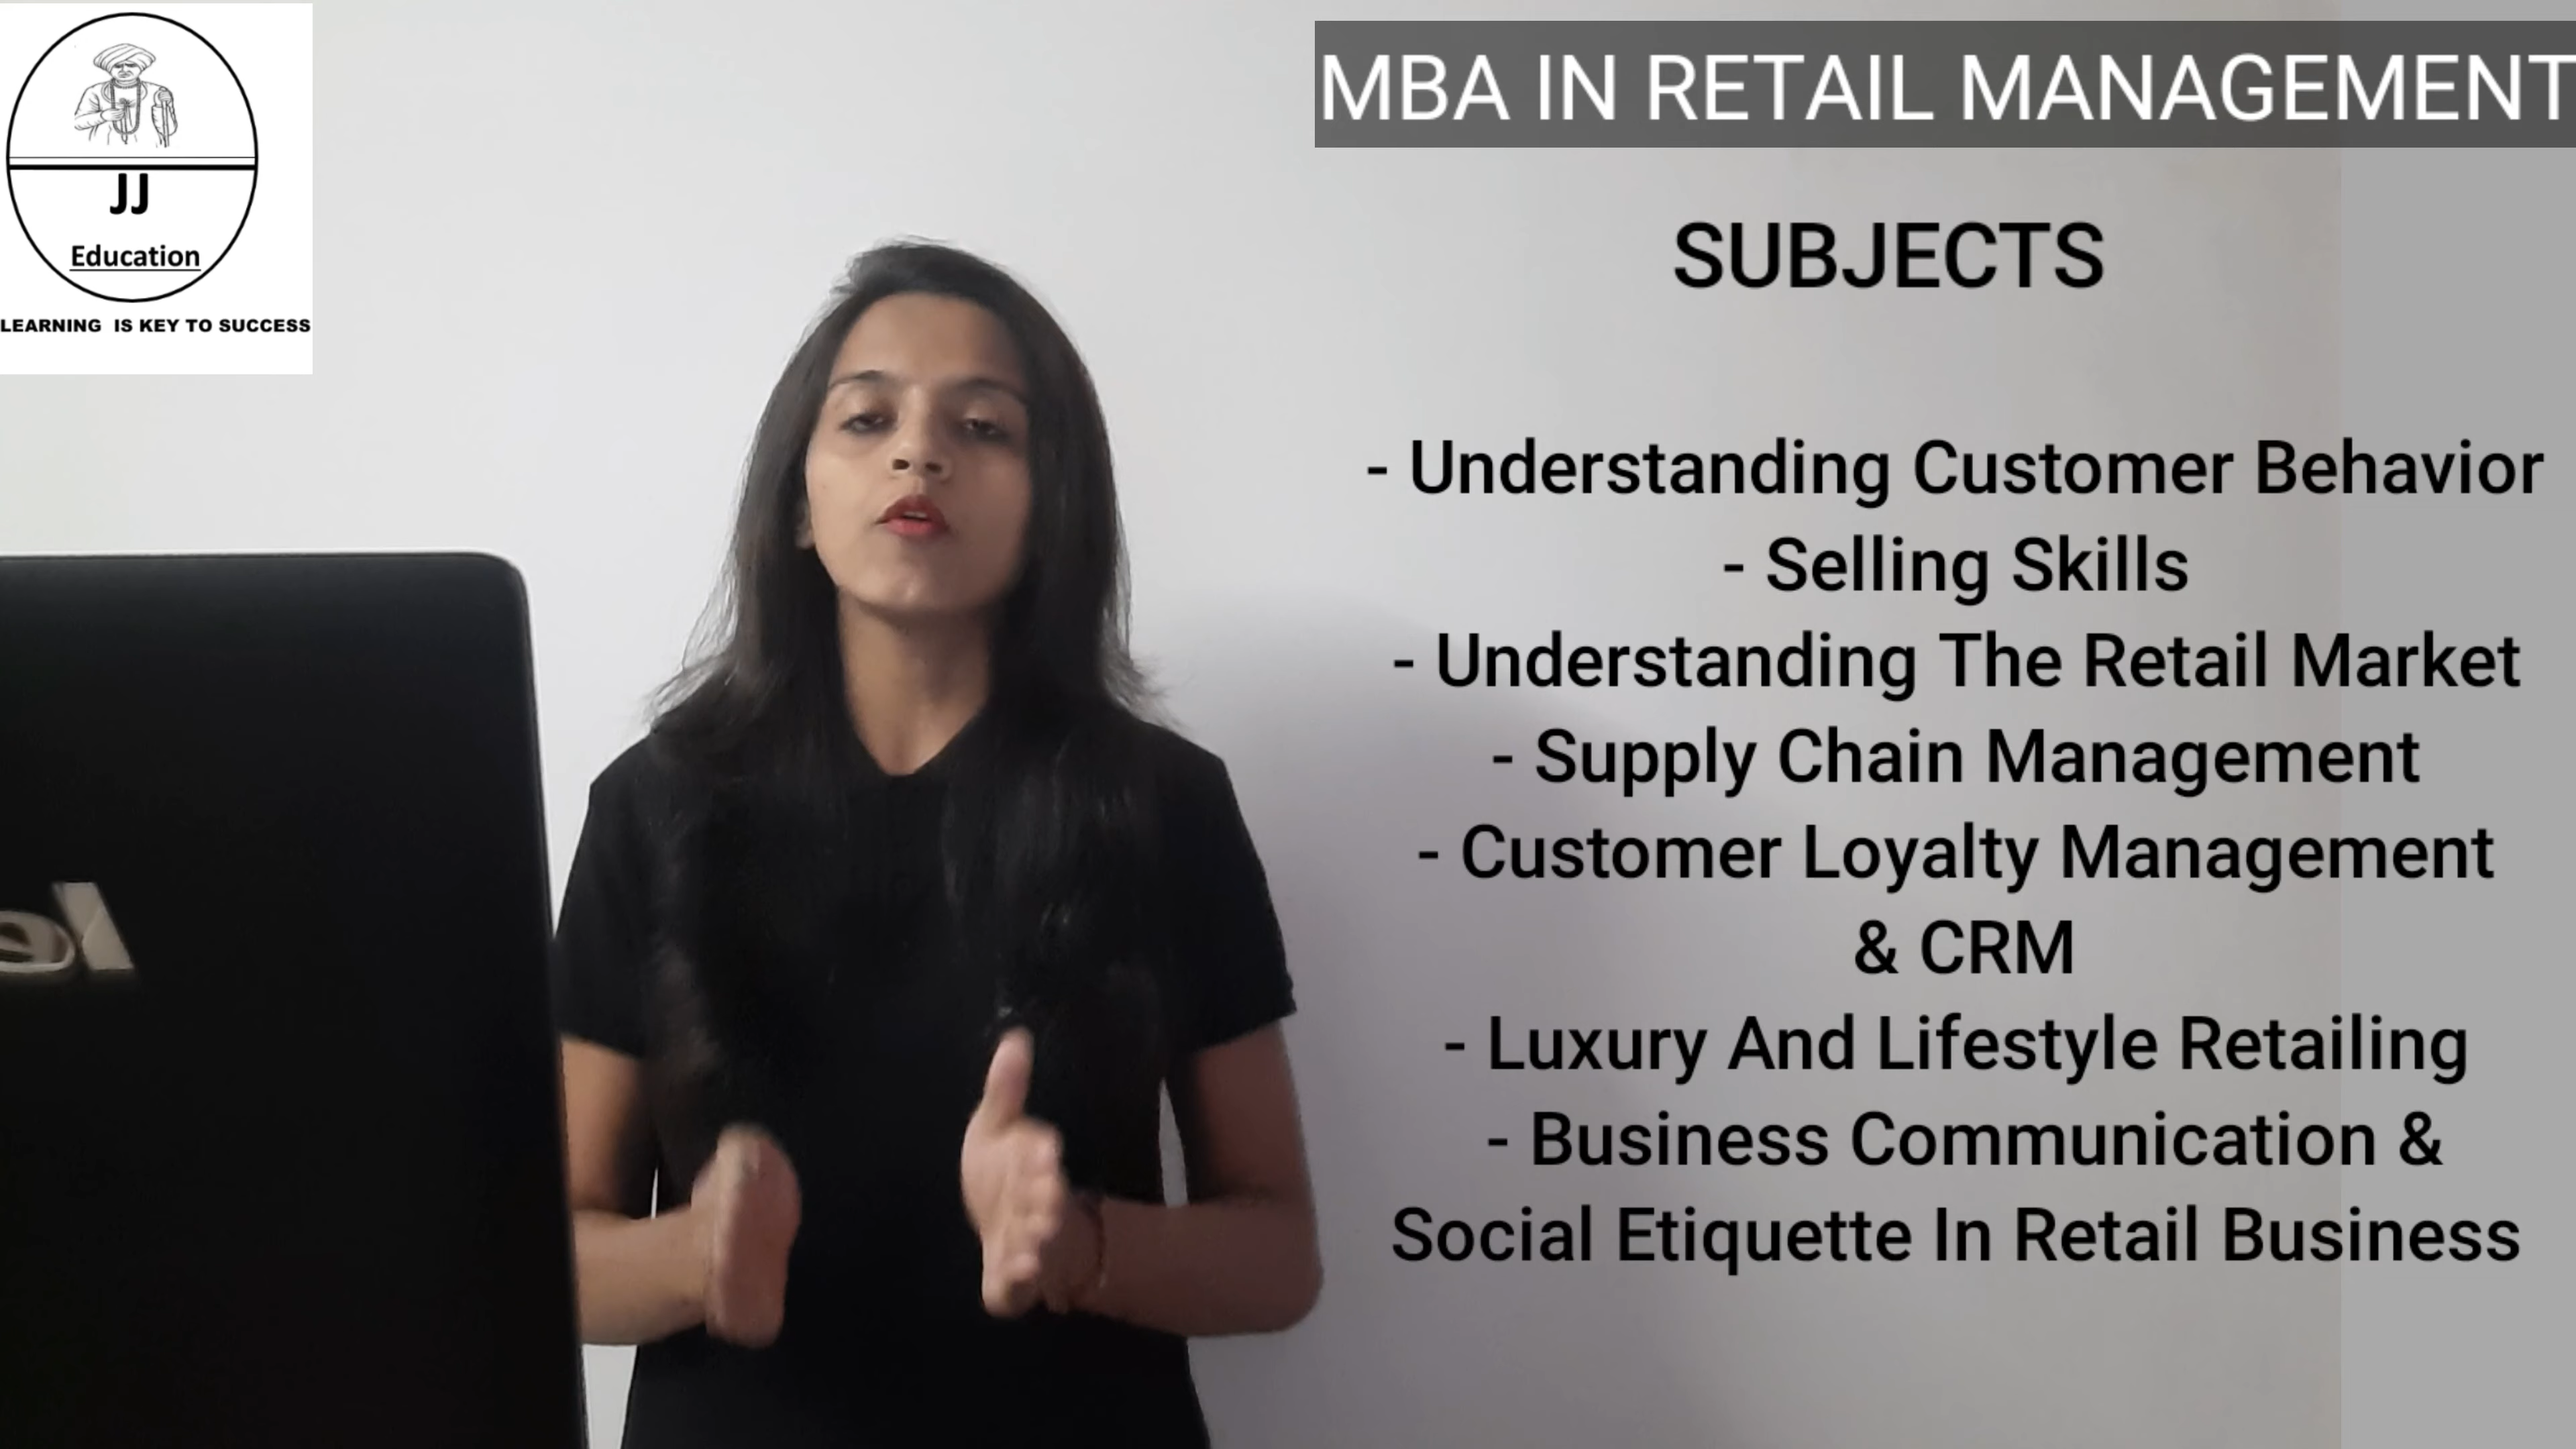 JJ
Education
LEARNING IS KEY TO SUCCESS
MBA IN RETAIL MANAGEMENT
SUBJECTS
- Understanding Customer Behavior
- Selling Skills
- Understanding The Retail Market
- Supply Chain Management
- Customer Loyalty Management
& CRM
- Luxury And Lifestyle Retailing
- Business Communication &
Social Etiquette In Retail Business